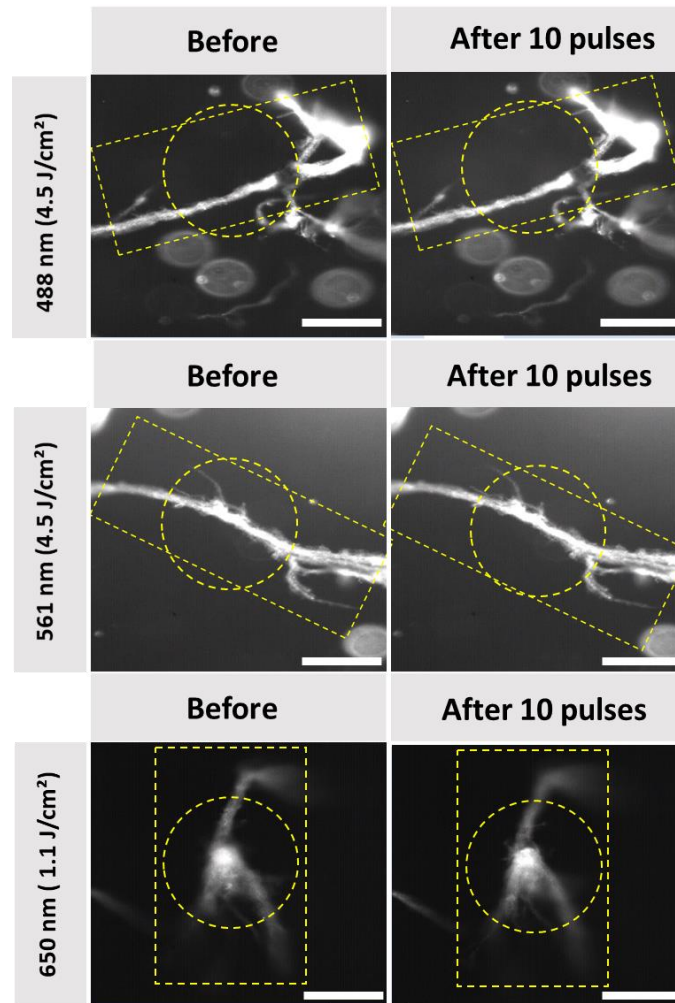 Before
After 10 pulses
488 nm (4.5 J/cm²)
Before
After 10 pulses
561 nm (4.5 J/cm²)
Before
After 10 pulses
650 nm ( 1.1 J/cm²)